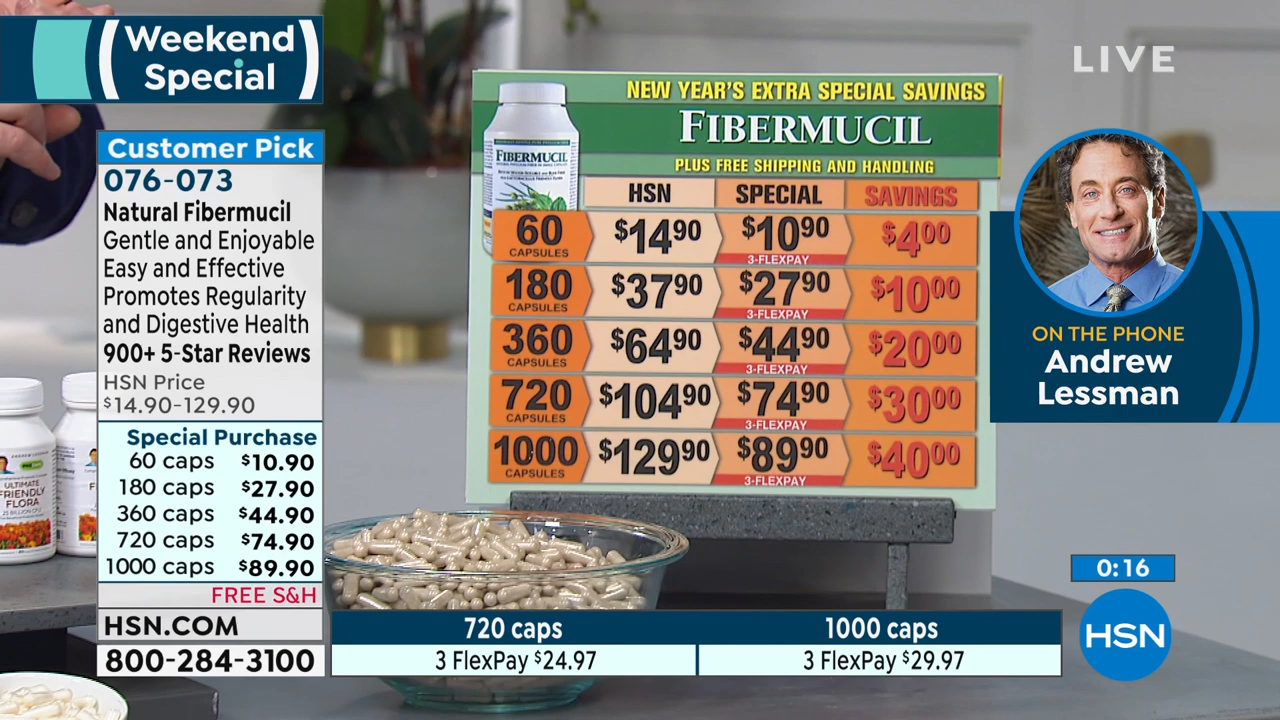 (Weekend
Special)
LIVE
Customer Pick
076-073
Natural Fibermucil
Gentle and Enjoyable
Easy and Effective
Promotes Regularity
and Digestive Health
900+ 5-Star Reviews
HSN Price
$14.90-129.90
Special Purchase
60 caps $10.90
180 caps $27.90
360 caps $44.90
720 caps $74.90
1000 caps $89.90
FREE S&H
HSN.COM
800-284-3100
NEW YEAR'S EXTRA SPECIAL SAVINGS
FIBERMUCIL
PLUS FREE SHIPPING AND HANDLING
FIBERMUCIL
HSN SPECIAL SAVINGS
60 CAPSULES $14.90 $10.90 3-FLEXPAY $4.00
180 CAPSULES $37.90 $27.90 3-FLEXPAY $10.00
360 CAPSULES $64.90 $44.90 3-FLEXPAY $20.00
720 CAPSULES $104.90 $74.90 3-FLEXPAY $30.00
1000 CAPSULES $129.90 $89.90 3-FLEXPAY $40.00
ON THE PHONE
Andrew
Lessman
ULTIMATE
FRIENDLY
FLORA
0:16
HSN
720 caps 1000 caps
3 FlexPay $24.97 3 FlexPay $29.97